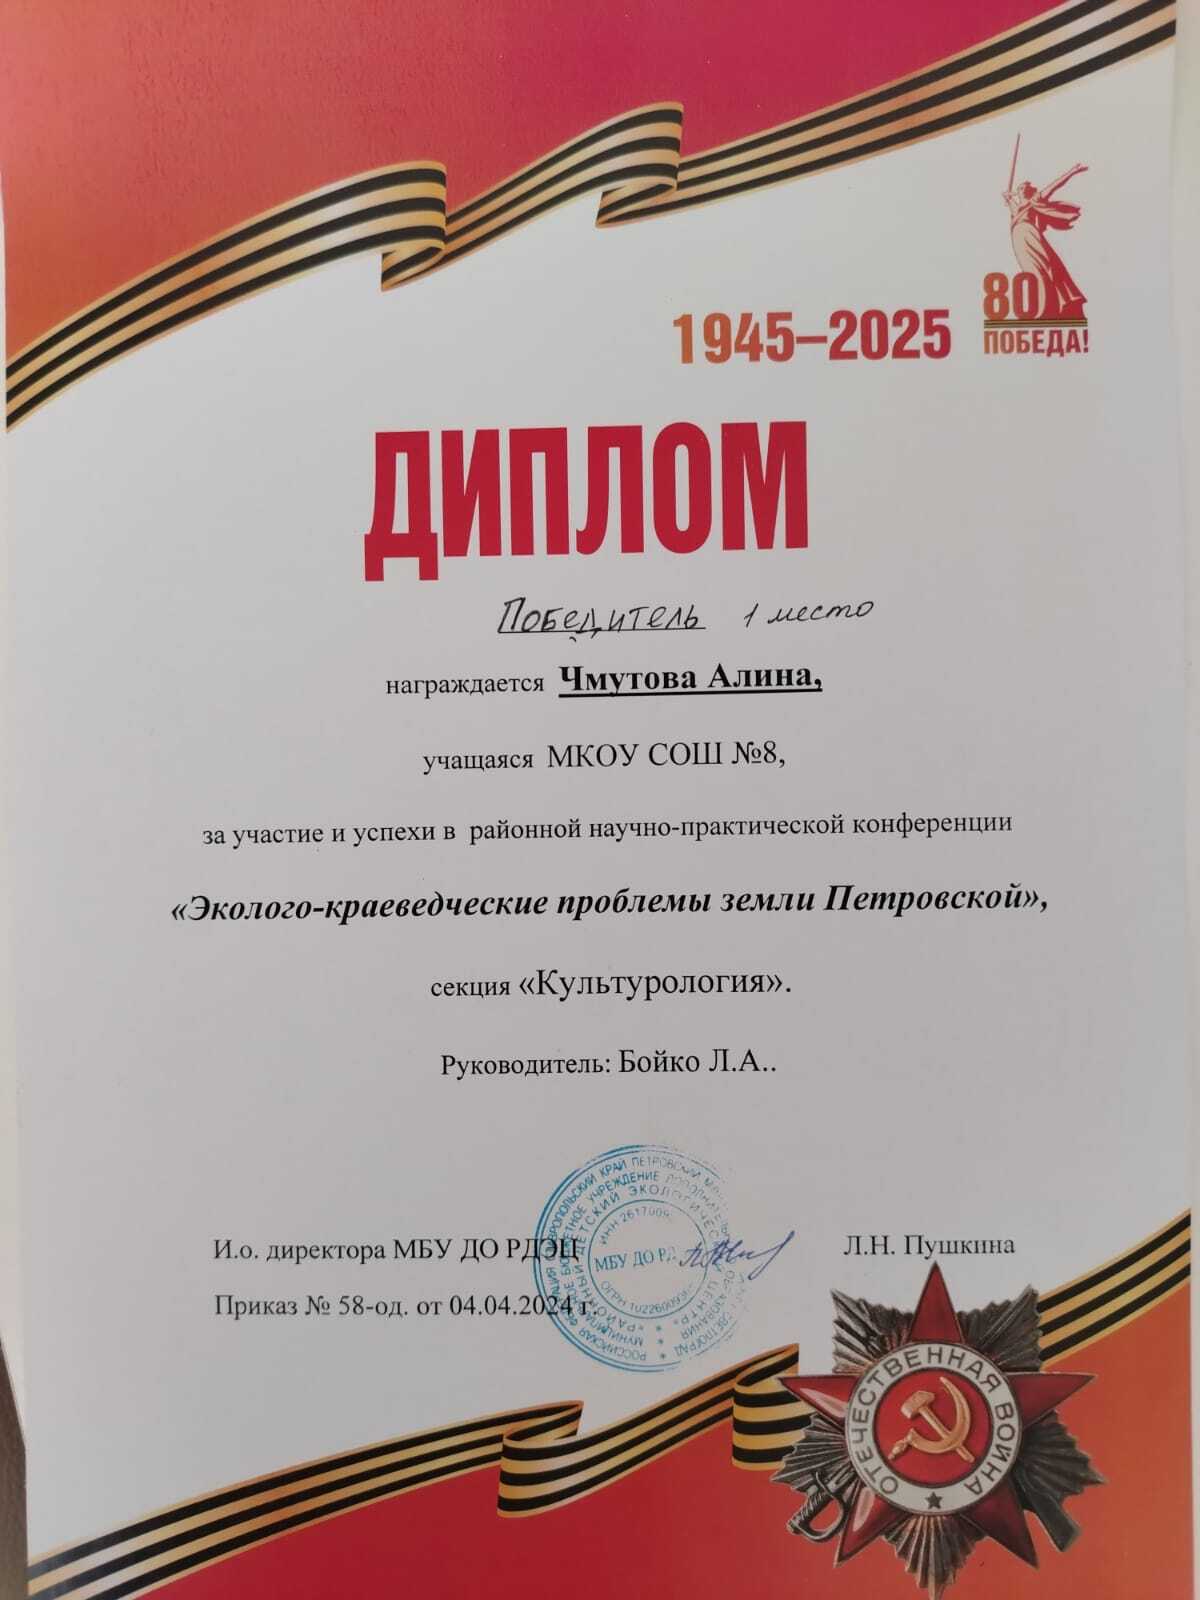 80
ПОБЕДА!
1945–2025
ДИПЛОМ
Победитель 1 место
награждается Чмутова Алина,
учащаяся МКОУ СОШ №8,
за участие и успехи в районной научно-практической конференции
«Эколого-краеведческие проблемы земли Петровской»,
секция «Культурология».
Руководитель: Бойко Л.А..
И.о. директора МБУ ДО РДЭЦ
Л.Н. Пушкина
Приказ № 58-од. от 04.04.2024 г.
МБУ ДО
ОТЕЧЕСТВЕННАЯ ВОЙНА